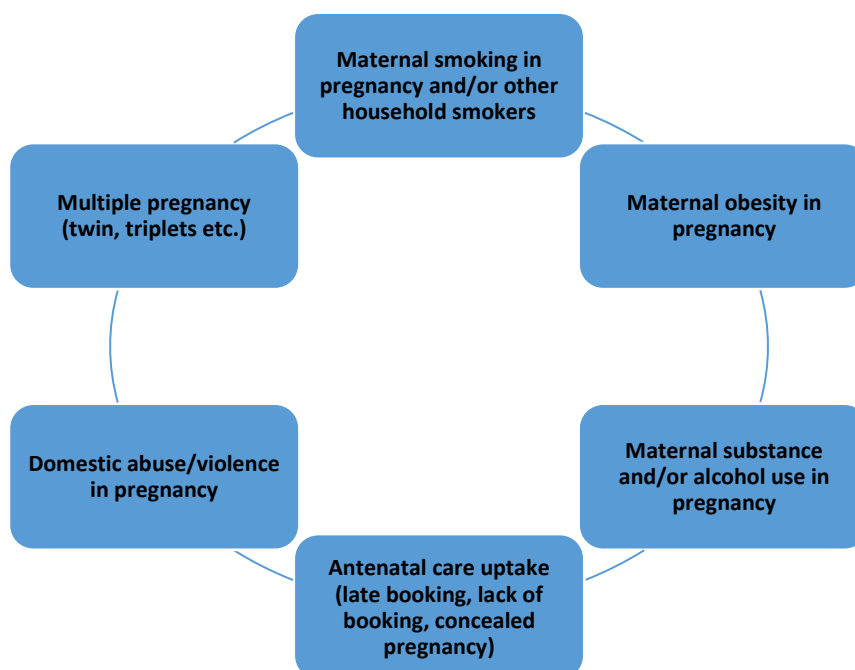 Maternal smoking in
pregnancy and/or other
household smokers
Maternal obesity in
pregnancy
Maternal substance
and/or alcohol use in
pregnancy
Antenatal care uptake
(late booking, lack of
booking, concealed
pregnancy)
Domestic abuse/violence
in pregnancy
Multiple pregnancy
(twin, triplets etc.)